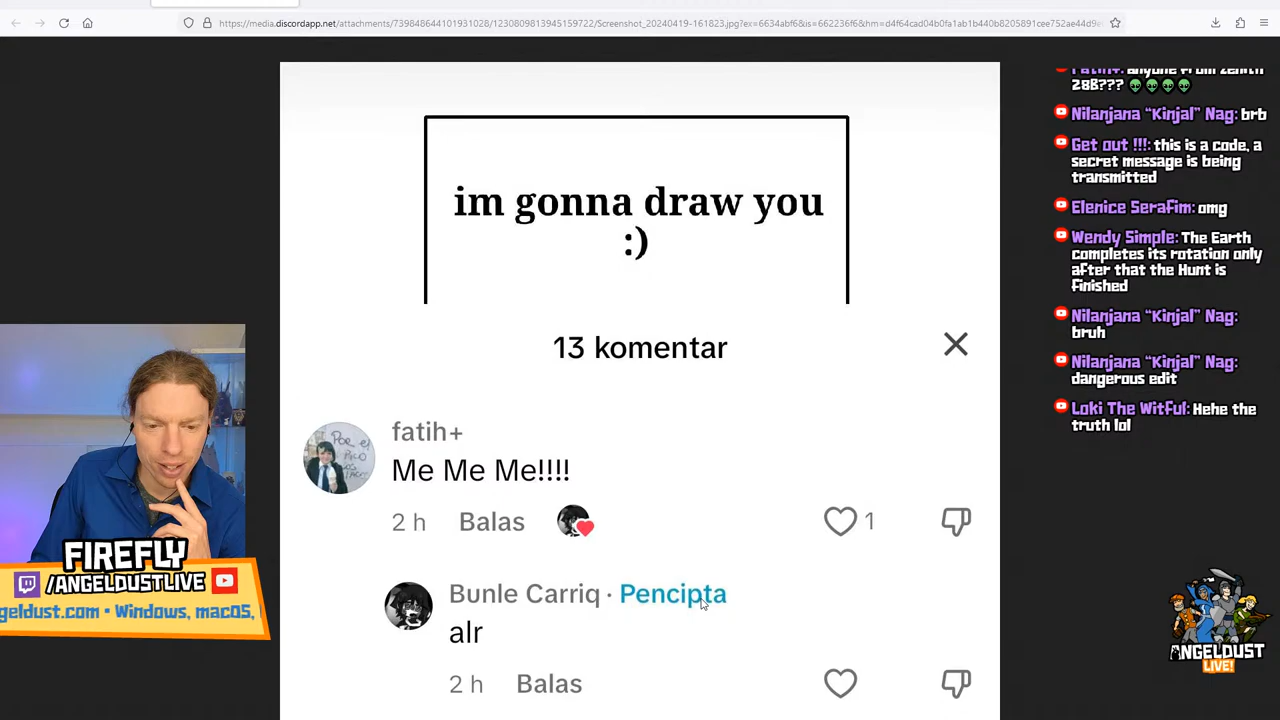 https://media.discordapp.net/attachments/739848644101931028/1230809813945159722/Screenshot_20240419-161823.jpg?ex=6634abf6&is=662236f6&hm=d4f64cad04b0fa1ab1b440b8205891cee752ae44d9e
im gonna draw you
:)
13 komentar
fatih+
Me Me Me!!!!
2 h Balas 1
Bunle Carriq · Pencipta
alr
2 h Balas
Fatih+: anyone from zenith
28B???
Nilanjana "Kinjal" Nag: brb
Get out !!!: this is a code, a
secret message is being
transmitted
Elenice Serafim: omg
Wendy Simple: The Earth
completes its rotation only
after that the Hunt is
finished
Nilanjana "Kinjal" Nag:
bruh
Nilanjana "Kinjal" Nag:
dangerous edit
Loki The Witful: Hehe the
truth lol
FIREFLY
/ANGELDUSTLIVE
geldust.com • Windows, macOS,
ANGELDUST
LIVE!